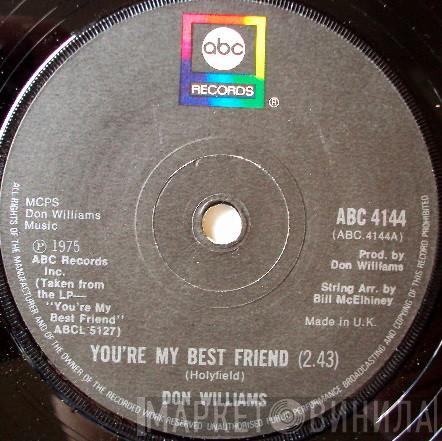 abc
RECORDS
®
MCPS
Don Williams
Music
℗ 1975
ABC Records
Inc.
(Taken from
the LP—
"You're My
Best Friend"
ABCL 5127)
ABC 4144
(ABC.4144A)
Prod. by
Don Williams
String Arr. by
Bill McElhiney
Made in U.K.
YOU'RE MY BEST FRIEND (2.43)
(Holyfield)
DON WILLIAMS
ALL RIGHTS OF THE MANUFACTURER AND OF THE OWNER OF THE RECORDED WORK RESERVED UNAUTHORISED PUBLIC PERFORMANCE BROADCASTING AND COPYING OF THIS RECORD PROHIBITED
МАРКЕТ ВИНИЛА